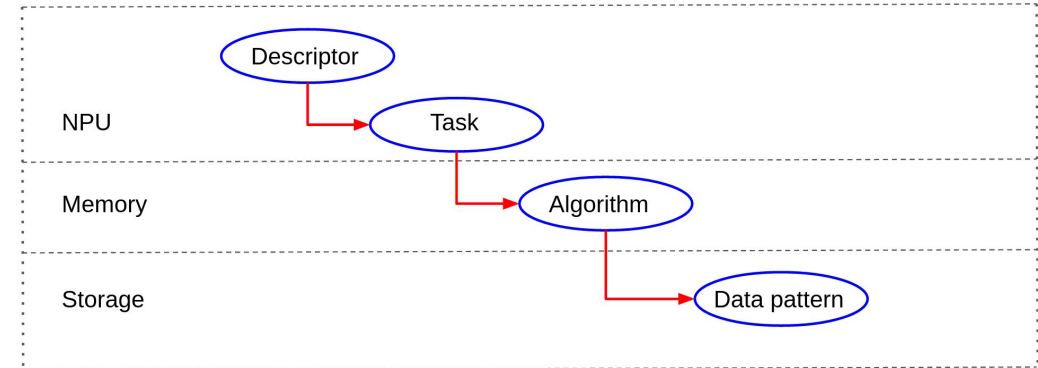 Descriptor
NPU
Task
Memory
Algorithm
Storage
Data pattern